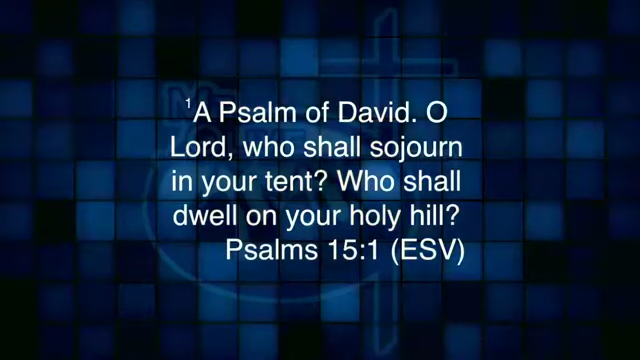 ¹A Psalm of David. O
Lord, who shall sojourn
in your tent? Who shall
dwell on your holy hill?
Psalms 15:1 (ESV)